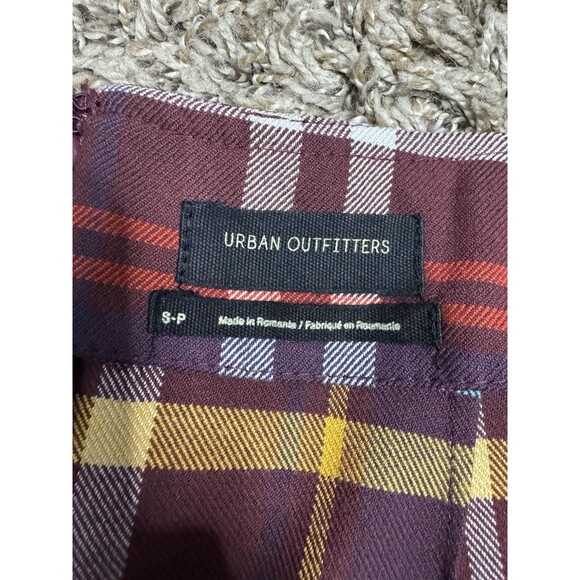 URBAN OUTFITTERS
S-P Made in Romania / Fabriqué en Roumanie